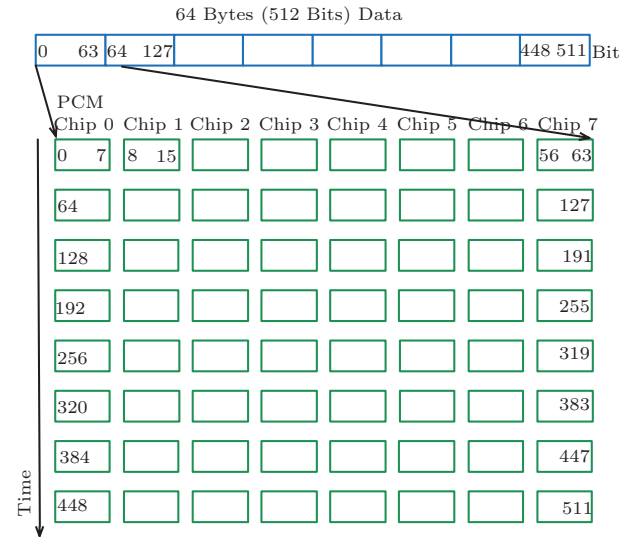 64 Bytes (512 Bits) Data
0 63 64 127 448 511 Bit
PCM
Chip 0 Chip 1 Chip 2 Chip 3 Chip 4 Chip 5 Chip 6 Chip 7
0 7 8 15 56 63
64 127
128 191
192 255
256 319
320 383
384 447
448 511
Time